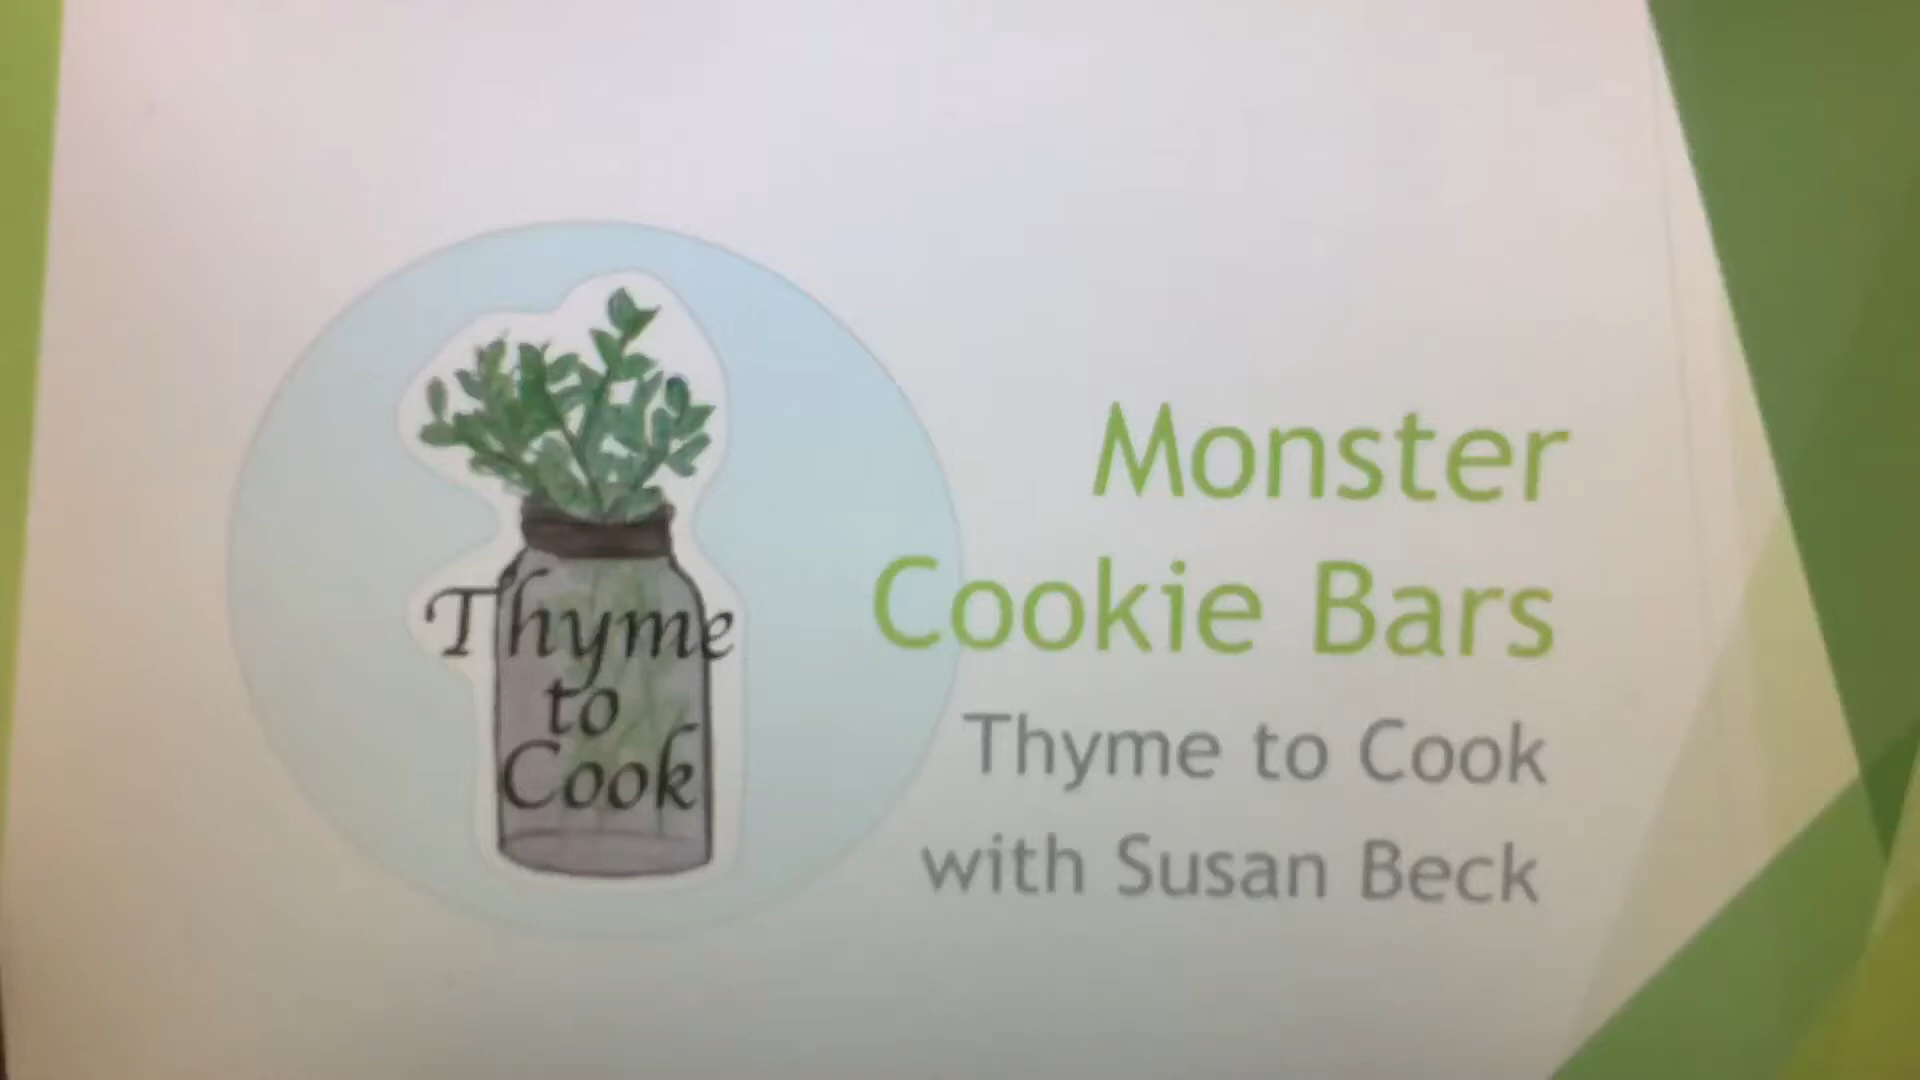 Thyme
to
Cook
Monster
Cookie Bars
Thyme to Cook
with Susan Beck